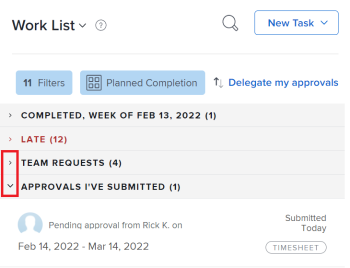 Work List
New Task
11 Filters
Planned Completion
Delegate my approvals
COMPLETED, WEEK OF FEB 13, 2022 (1)
LATE (12)
TEAM REQUESTS (4)
APPROVALS I'VE SUBMITTED (1)
Pending approval from Rick K. on
Submitted
Today
Feb 14, 2022 - Mar 14, 2022
TIMESHEET